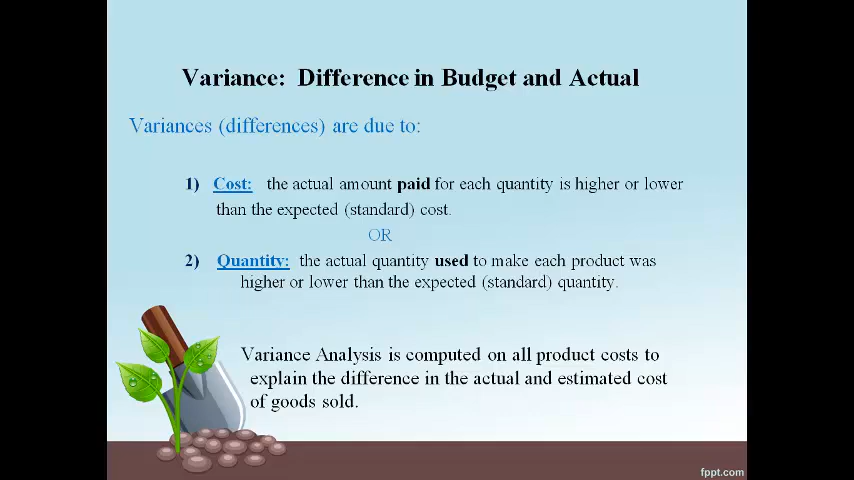 Variance: Difference in Budget and Actual
Variances (differences) are due to:
1) Cost: the actual amount paid for each quantity is higher or lower
than the expected (standard) cost.
OR
2) Quantity: the actual quantity used to make each product was
higher or lower than the expected (standard) quantity.
Variance Analysis is computed on all product costs to
explain the difference in the actual and estimated cost
of goods sold.
fppt.com